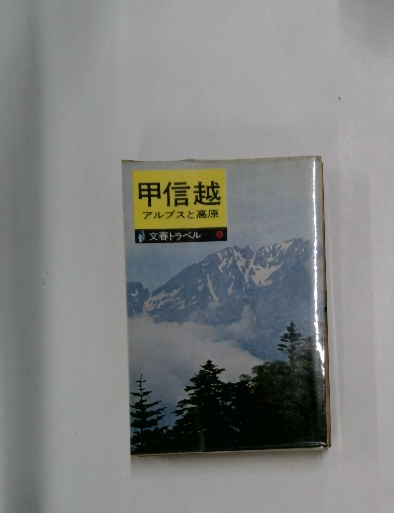 甲信越
アルプスと高原
文春トラベル